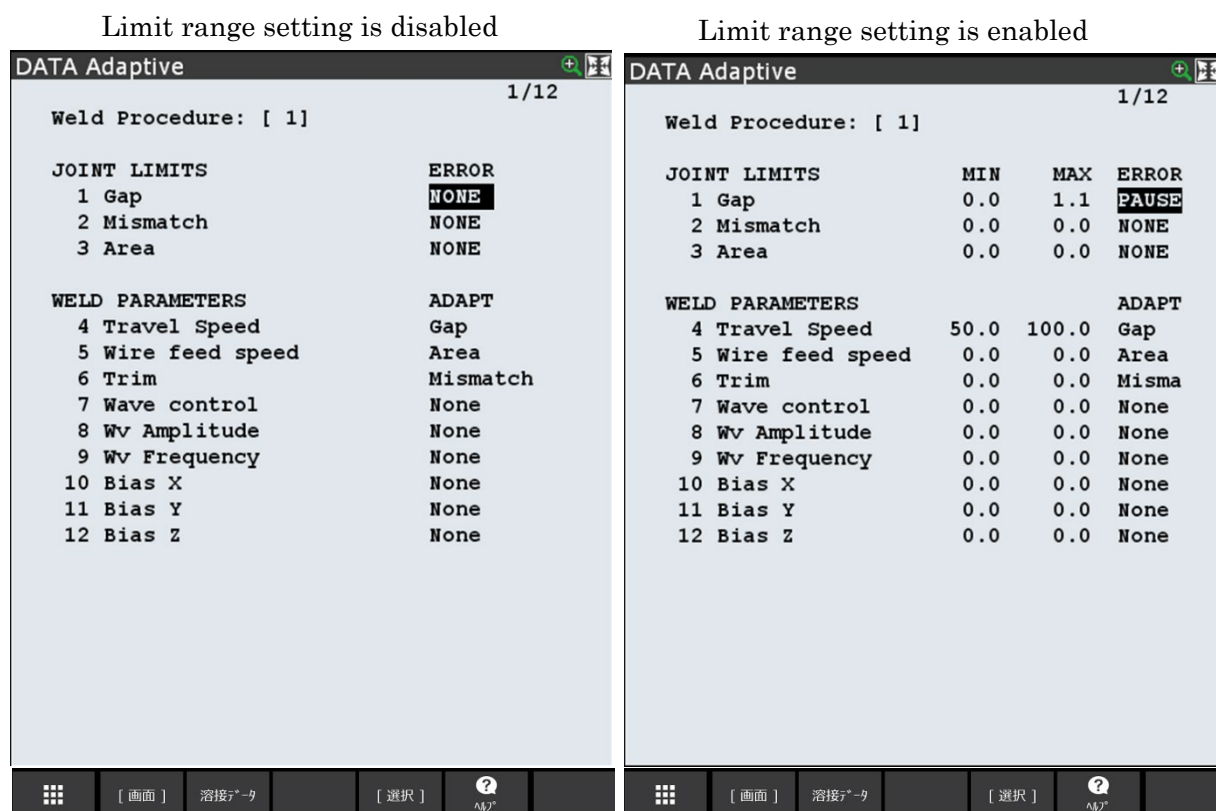 Limit range setting is disabled
DATA Adaptive
1/12
Weld Procedure: [ 1]
JOINT LIMITS ERROR
1 Gap NONE
2 Mismatch NONE
3 Area NONE
WELD PARAMETERS ADAPT
4 Travel Speed Gap
5 Wire feed speed Area
6 Trim Mismatch
7 Wave control None
8 Wv Amplitude None
9 Wv Frequency None
10 Bias X None
11 Bias Y None
12 Bias Z None
[ 画面 ] 溶接ﾃﾞｰﾀ [ 選択 ] ? ﾍﾙﾌﾟ
Limit range setting is enabled
DATA Adaptive
1/12
Weld Procedure: [ 1]
JOINT LIMITS MIN MAX ERROR
1 Gap 0.0 1.1 PAUSE
2 Mismatch 0.0 0.0 NONE
3 Area 0.0 0.0 NONE
WELD PARAMETERS ADAPT
4 Travel Speed 50.0 100.0 Gap
5 Wire feed speed 0.0 0.0 Area
6 Trim 0.0 0.0 Misma
7 Wave control 0.0 0.0 None
8 Wv Amplitude 0.0 0.0 None
9 Wv Frequency 0.0 0.0 None
10 Bias X 0.0 0.0 None
11 Bias Y 0.0 0.0 None
12 Bias Z 0.0 0.0 None
[ 画面 ] 溶接ﾃﾞｰﾀ [ 選択 ] ? ﾍﾙﾌﾟ